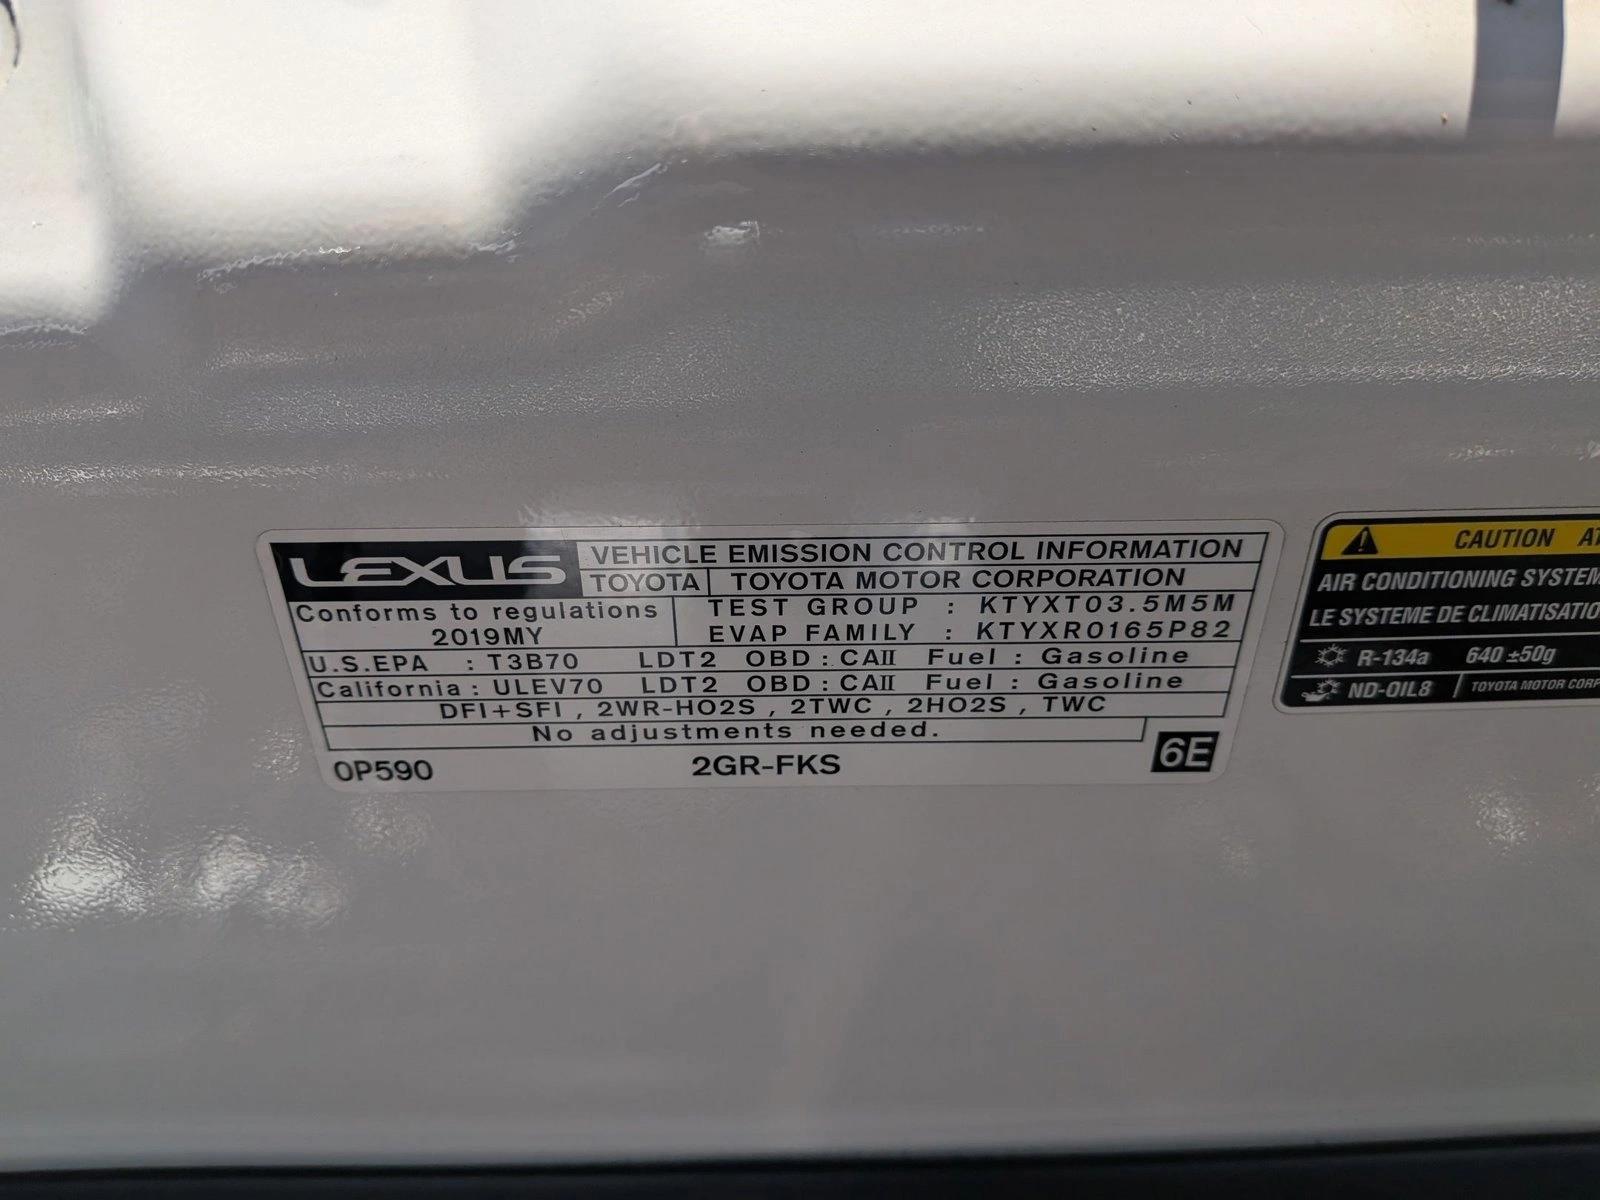 LEXUS
VEHICLE EMISSION CONTROL INFORMATION
TOYOTA TOYOTA MOTOR CORPORATION
Conforms to regulations
2019MY
TEST GROUP : KTYXT03.5M5M
EVAP FAMILY : KTYXR0165P82
U.S.EPA : T3B70 LDT2 OBD : CAII Fuel : Gasoline
California : ULEV70 LDT2 OBD : CAII Fuel : Gasoline
DFI+SFI , 2WR-HO2S , 2TWC , 2HO2S , TWC
No adjustments needed.
0P590 2GR-FKS 6E
CAUTION AT
AIR CONDITIONING SYSTEM
LE SYSTEME DE CLIMATISATIO
R-134a 640 ±50g
ND-OIL8 TOYOTA MOTOR CORP